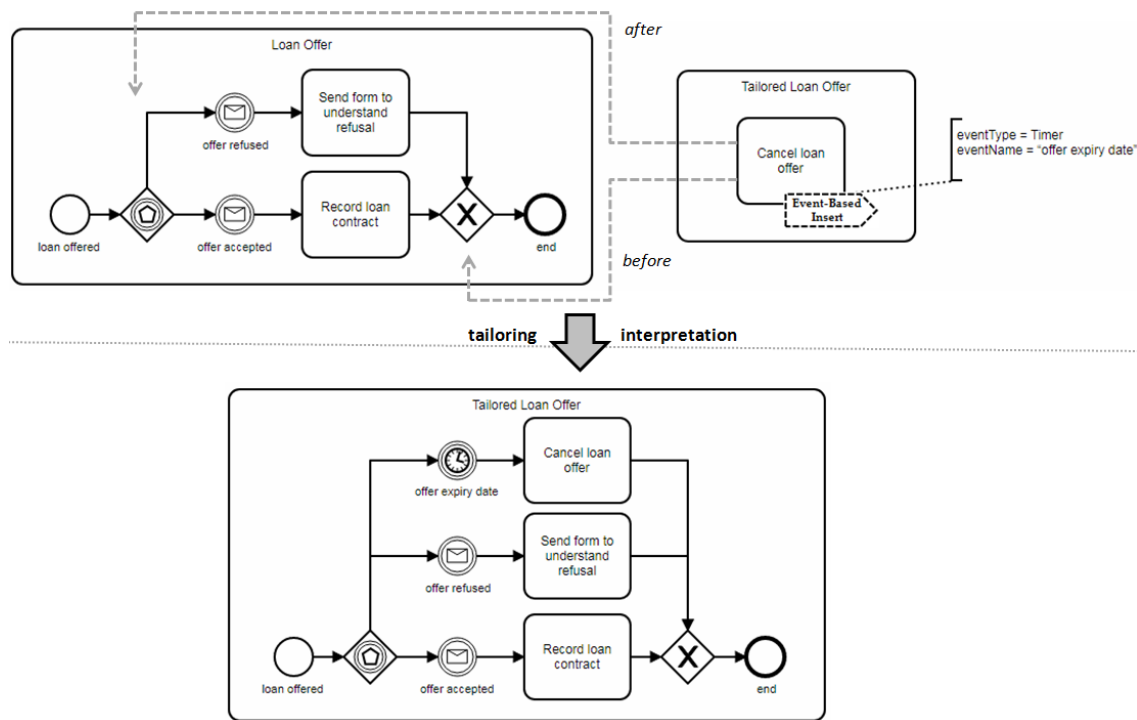 Loan Offer
after
Send form to
understand
refusal
offer refused
Record loan
contract
loan offered
offer accepted
end
Tailored Loan Offer
Cancel loan
offer
Event-Based
Insert
eventType = Timer
eventName = "offer expiry date"
before
tailoring interpretation
Tailored Loan Offer
Cancel loan
offer
offer expiry date
Send form to
understand
refusal
offer refused
Record loan
contract
loan offered
offer accepted
end